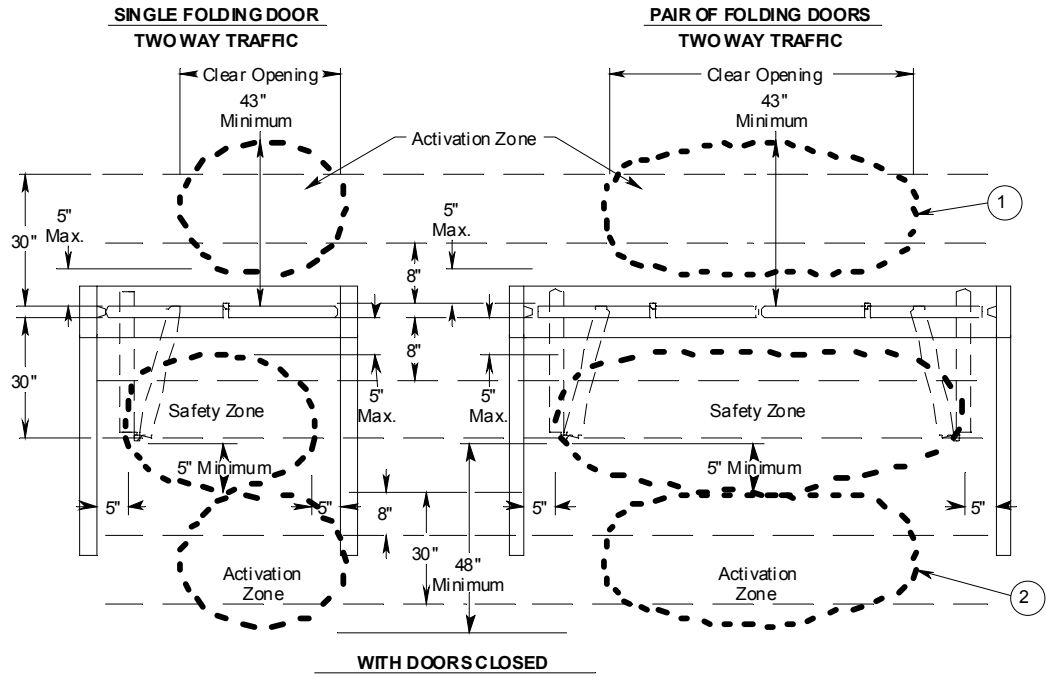 SINGLE FOLDING DOOR
TWO WAY TRAFFIC
PAIR OF FOLDING DOORS
TWO WAY TRAFFIC
Clear Opening
Clear Opening
43"
Minimum
43"
Minimum
Activation Zone
1
5"
Max.
5"
Max.
30"
8"
8"
30"
5"
Max.
5"
Max.
Safety Zone
Safety Zone
5" Minimum
5" Minimum
5"
5"
8"
5"
5"
30"
48"
Minimum
Activation
Zone
Activation
Zone
2
WITH DOORS CLOSED